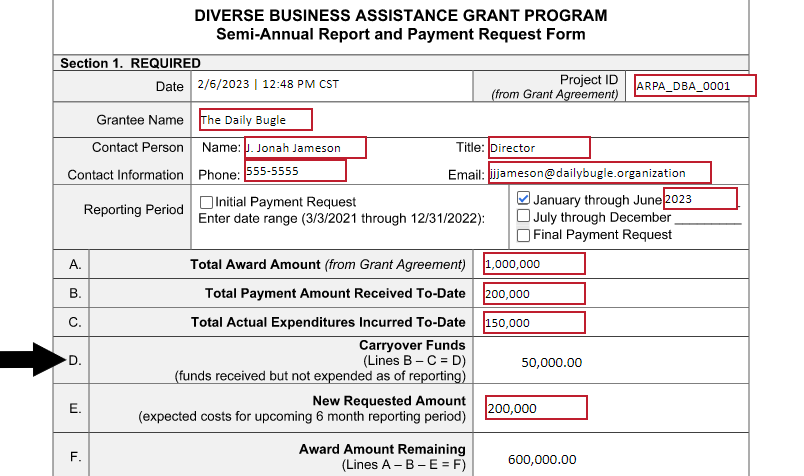 DIVERSE BUSINESS ASSISTANCE GRANT PROGRAM
Semi-Annual Report and Payment Request Form
Section 1. REQUIRED
Date 2/6/2023 | 12:48 PM CST Project ID (from Grant Agreement) ARPA_DBA_0001
Grantee Name The Daily Bugle
Contact Person Name: J. Jonah Jameson Title: Director
Contact Information Phone: 555-5555 Email: jjjameson@dailybugle.organization
Reporting Period Initial Payment Request January through June 2023
Enter date range (3/3/2021 through 12/31/2022): July through December
Final Payment Request
A. Total Award Amount (from Grant Agreement) 1,000,000
B. Total Payment Amount Received To-Date 200,000
C. Total Actual Expenditures Incurred To-Date 150,000
Carryover Funds
D. (Lines B – C = D) 50,000.00
(funds received but not expended as of reporting)
New Requested Amount
E. (expected costs for upcoming 6 month reporting period) 200,000
Award Amount Remaining
F. (Lines A – B – E = F) 600,000.00